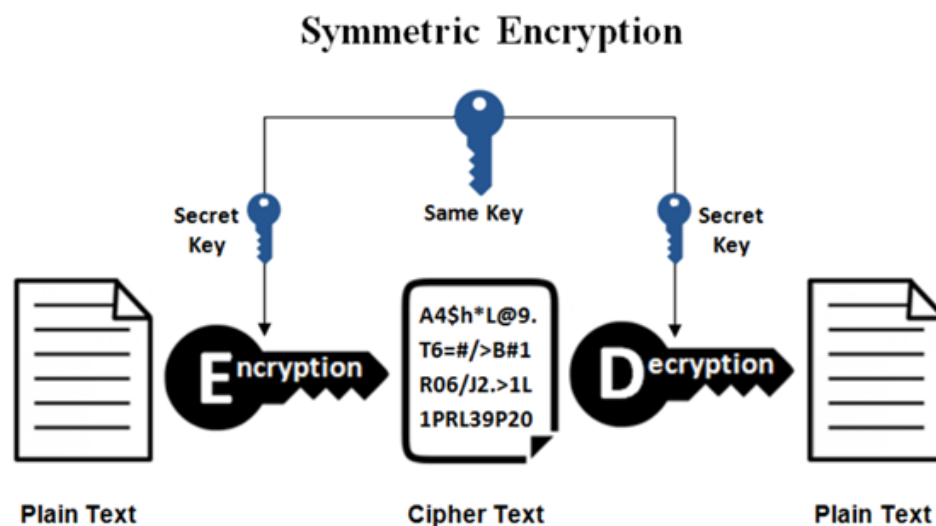 Symmetric Encryption
Same Key
Secret
Key
Secret
Key
Encryption
A4$h*L@9.
T6=#/>B#1
R06/J2.>1L
1PRL39P20
Decryption
Plain Text
Cipher Text
Plain Text